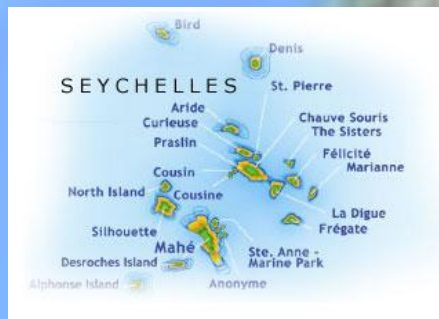 Bird
Denis
SEYCHELLES
St. Pierre
Aride
Curieuse
Chauve Souris
The Sisters
Praslin
Félicité
Marianne
Cousin
North Island
Cousine
La Digue
Frégate
Silhouette
Mahé
Ste. Anne -
Marine Park
Desroches Island
Alphonse Island
Anonyme